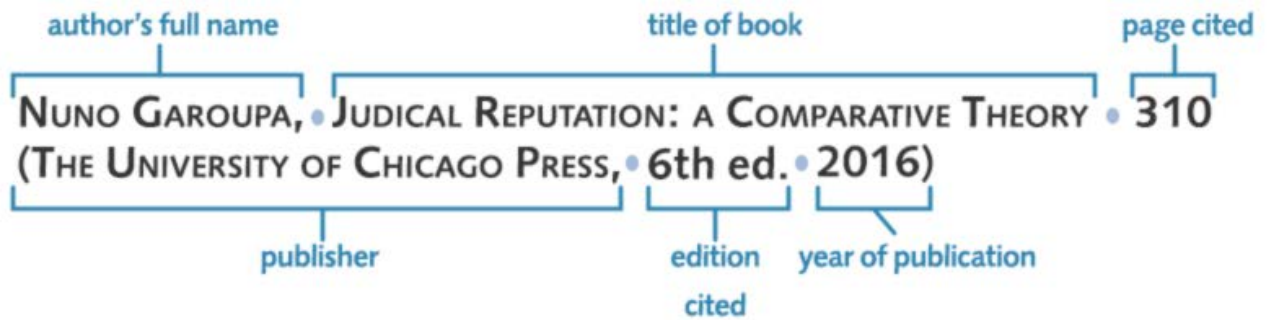 author's full name title of book page cited
NUNO GAROUPA, • JUDICAL REPUTATION: A COMPARATIVE THEORY • 310
(THE UNIVERSITY OF CHICAGO PRESS, • 6th ed. • 2016)
publisher edition year of publication
cited